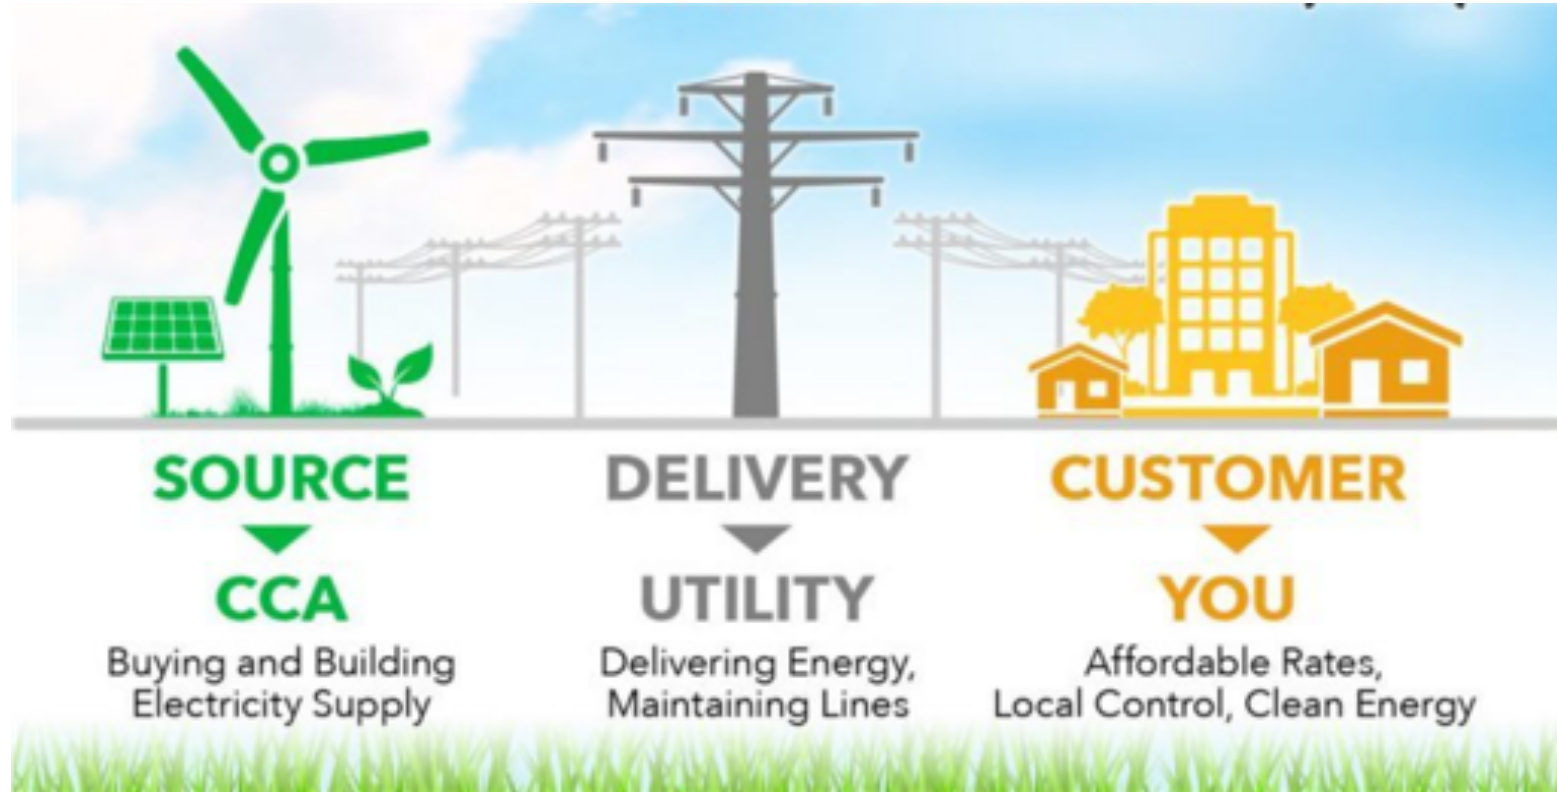 SOURCE
CCA
Buying and Building
Electricity Supply
DELIVERY
UTILITY
Delivering Energy,
Maintaining Lines
CUSTOMER
YOU
Affordable Rates,
Local Control, Clean Energy